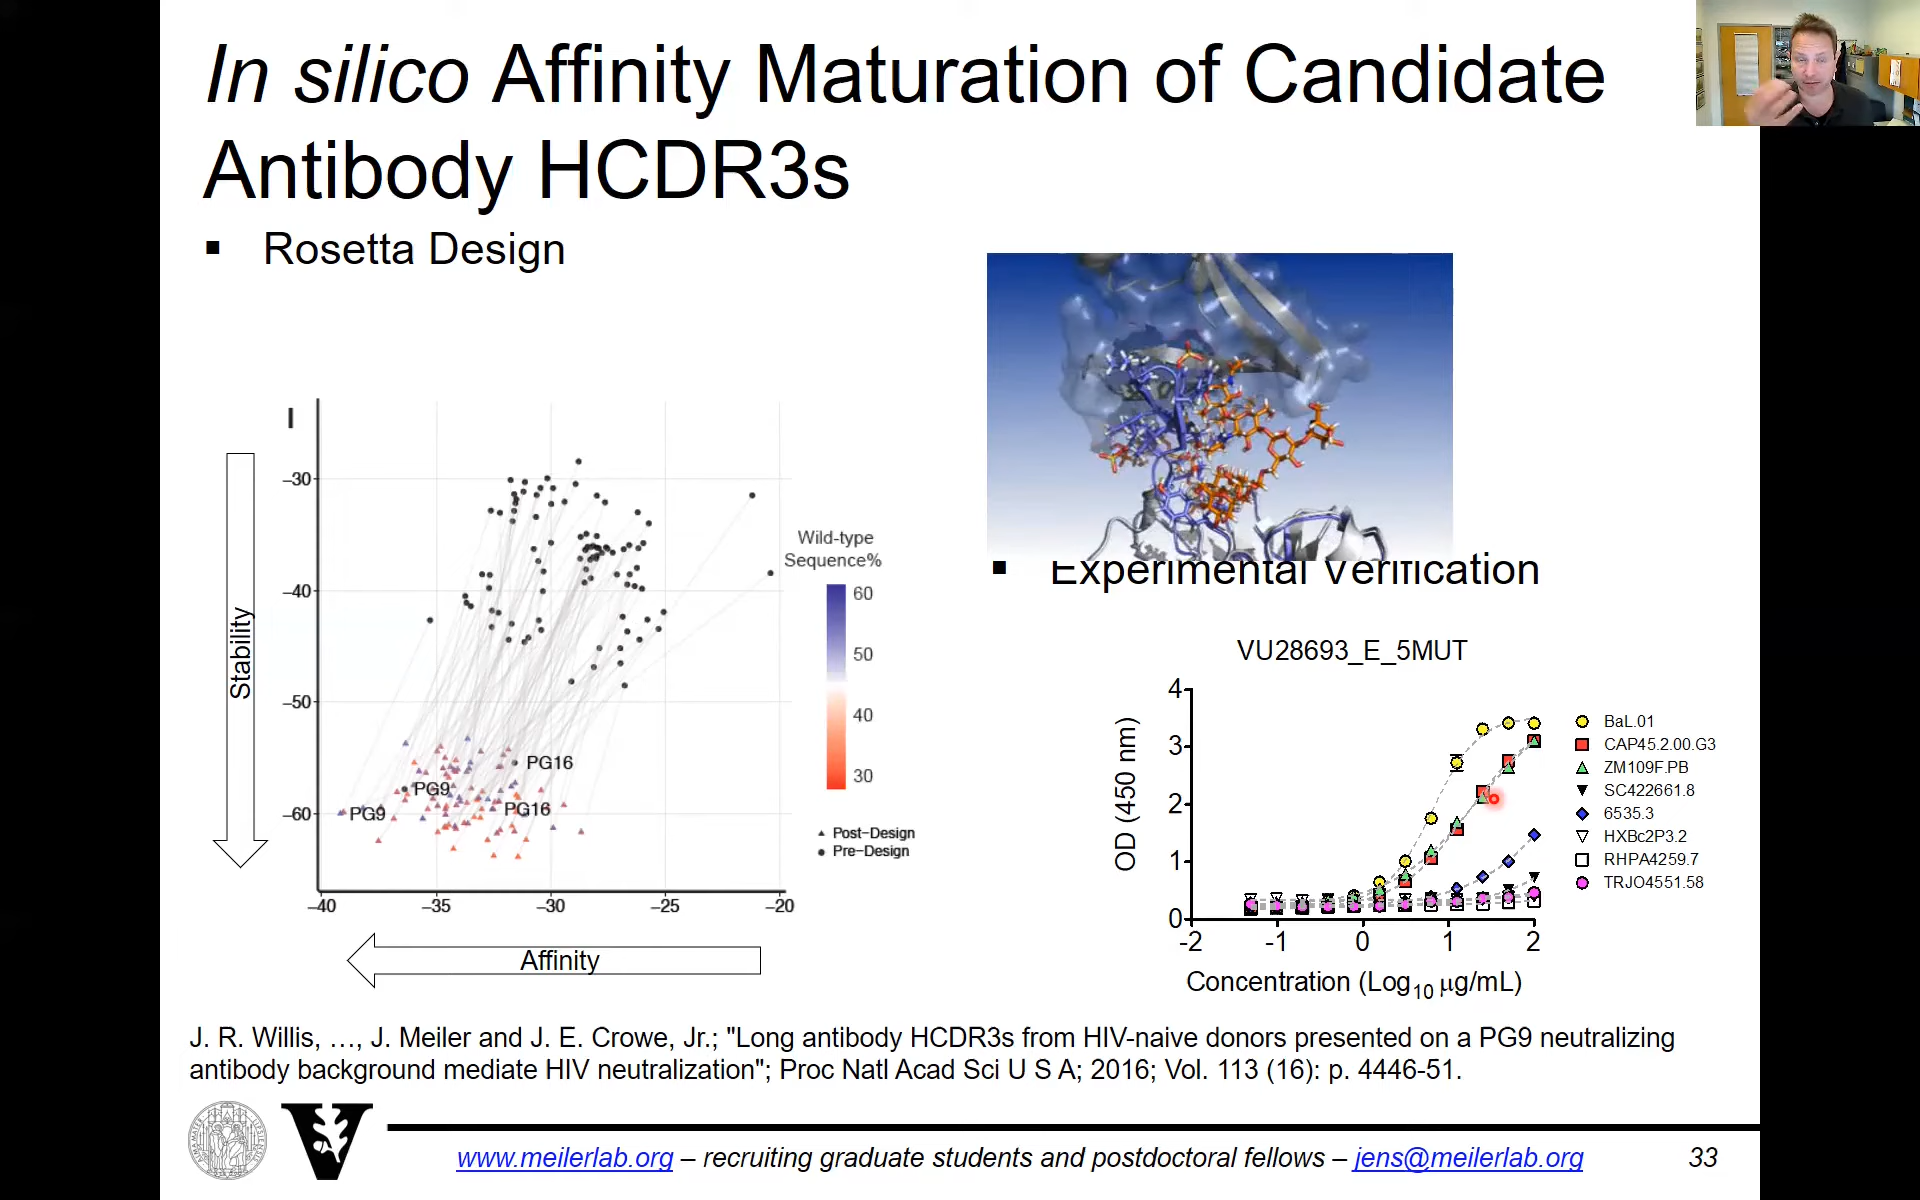 In silico Affinity Maturation of Candidate
Antibody HCDR3s
▪ Rosetta Design
I
−30
−40
−50
−60
−40 −35 −30 −25 −20
Stability
Affinity
PG16
PG9
PG16
PG9
Wild-type
Sequence%
60
50
40
30
▲ Post−Design
● Pre−Design
▪ Experimental Verification
VU28693_E_5MUT
OD (450 nm)
4
3
2
1
0
-2 -1 0 1 2
Concentration (Log10 µg/mL)
BaL.01
CAP45.2.00.G3
ZM109F.PB
SC422661.8
6535.3
HXBc2P3.2
RHPA4259.7
TRJO4551.58
J. R. Willis, …, J. Meiler and J. E. Crowe, Jr.; "Long antibody HCDR3s from HIV-naive donors presented on a PG9 neutralizing
antibody background mediate HIV neutralization"; Proc Natl Acad Sci U S A; 2016; Vol. 113 (16): p. 4446-51.
www.meilerlab.org – recruiting graduate students and postdoctoral fellows – jens@meilerlab.org
33